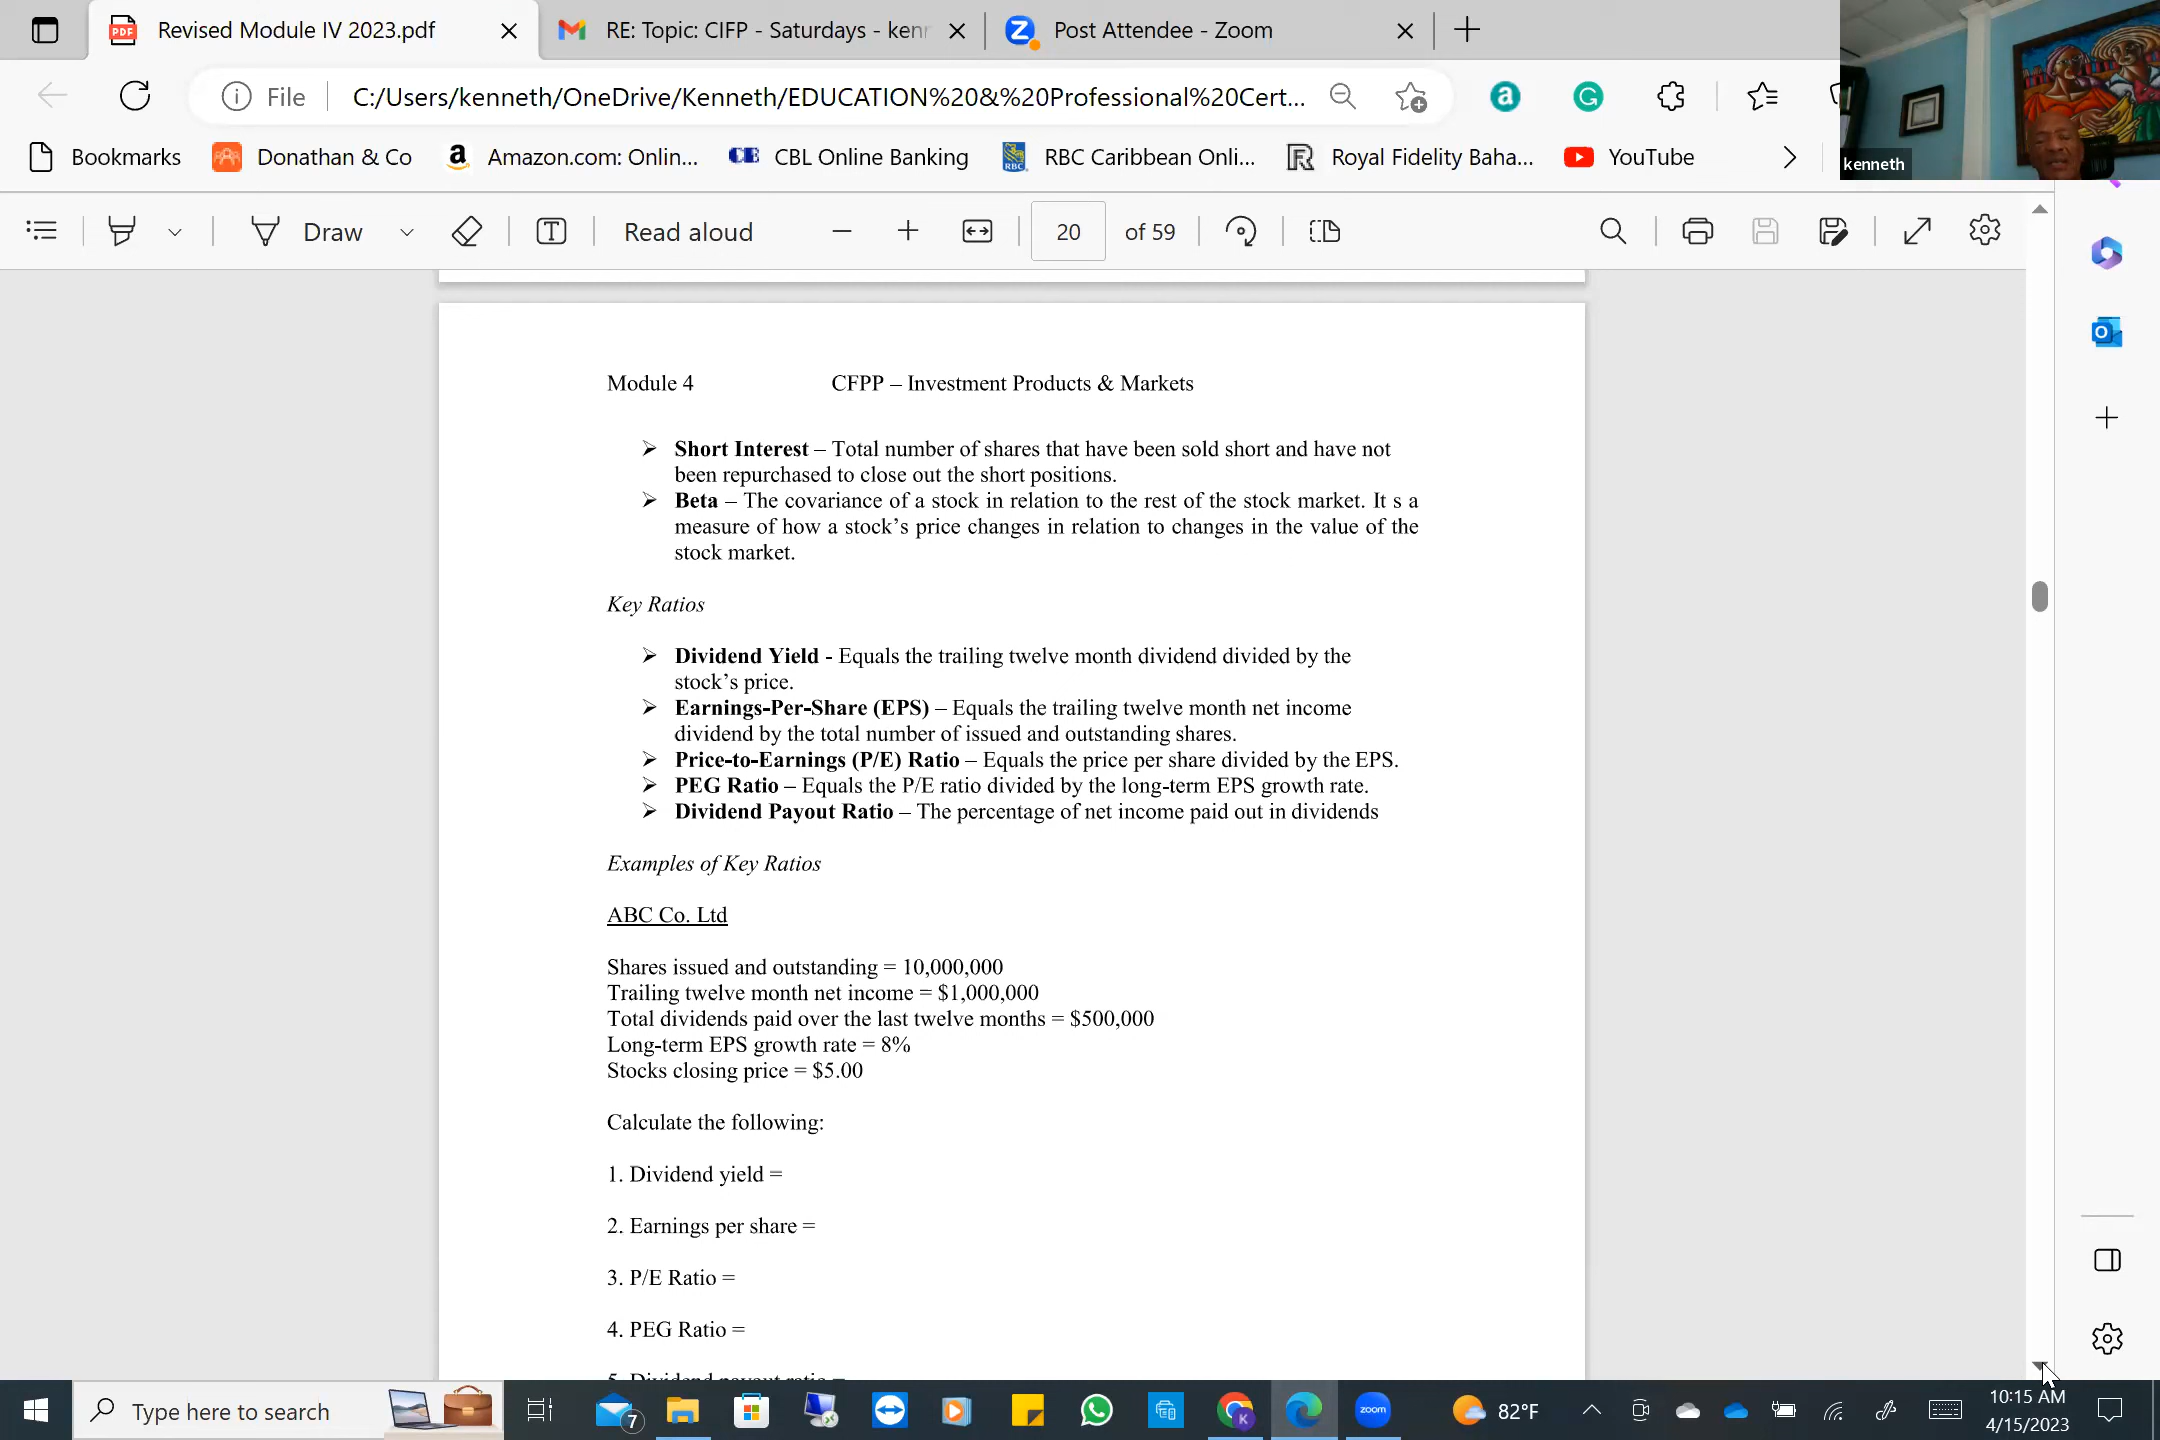 Revised Module IV 2023.pdf
RE: Topic: CIFP - Saturdays - ken
Post Attendee - Zoom
File
C:/Users/kenneth/OneDrive/Kenneth/EDUCATION%20&%20Professional%20Cert...
kenneth
Bookmarks
Donathan & Co
Amazon.com: Onlin...
CBL Online Banking
RBC Caribbean Onli...
Royal Fidelity Baha...
YouTube
Draw
Read aloud
20
of 59
Module 4 CFPP – Investment Products & Markets
➢ Short Interest – Total number of shares that have been sold short and have not
been repurchased to close out the short positions.
➢ Beta – The covariance of a stock in relation to the rest of the stock market. It s a
measure of how a stock’s price changes in relation to changes in the value of the
stock market.
Key Ratios
➢ Dividend Yield - Equals the trailing twelve month dividend divided by the
stock’s price.
➢ Earnings-Per-Share (EPS) – Equals the trailing twelve month net income
dividend by the total number of issued and outstanding shares.
➢ Price-to-Earnings (P/E) Ratio – Equals the price per share divided by the EPS.
➢ PEG Ratio – Equals the P/E ratio divided by the long-term EPS growth rate.
➢ Dividend Payout Ratio – The percentage of net income paid out in dividends
Examples of Key Ratios
ABC Co. Ltd
Shares issued and outstanding = 10,000,000
Trailing twelve month net income = $1,000,000
Total dividends paid over the last twelve months = $500,000
Long-term EPS growth rate = 8%
Stocks closing price = $5.00
Calculate the following:
1. Dividend yield =
2. Earnings per share =
3. P/E Ratio =
4. PEG Ratio =
5. Dividend payout ratio =
Type here to search
7
zoom
82°F
10:15 AM
4/15/2023